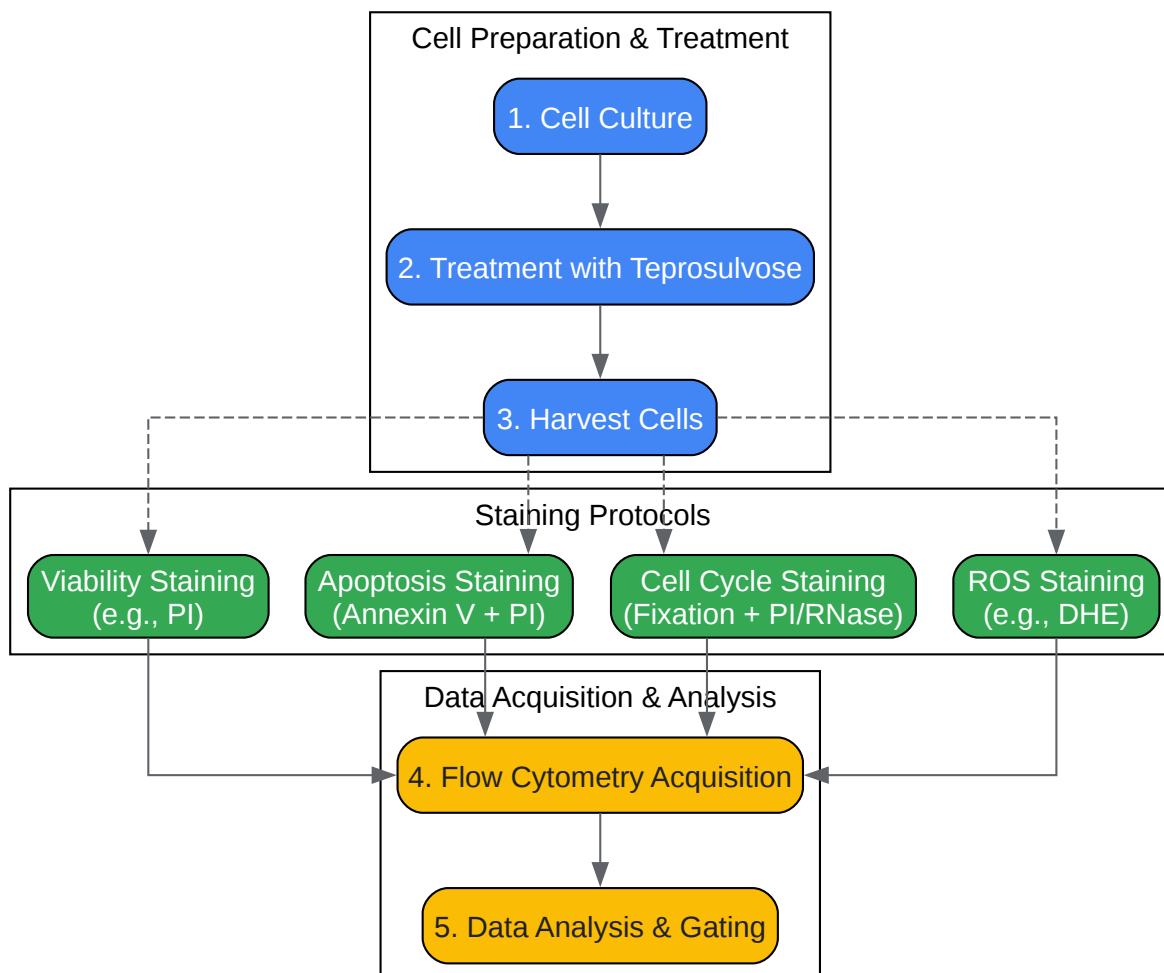 Cell Preparation & Treatment
1. Cell Culture
2. Treatment with Teprosulvose
3. Harvest Cells
Staining Protocols
Viability Staining
(e.g., PI)
Apoptosis Staining
(Annexin V + PI)
Cell Cycle Staining
(Fixation + PI/RNase)
ROS Staining
(e.g., DHE)
Data Acquisition & Analysis
4. Flow Cytometry Acquisition
5. Data Analysis & Gating